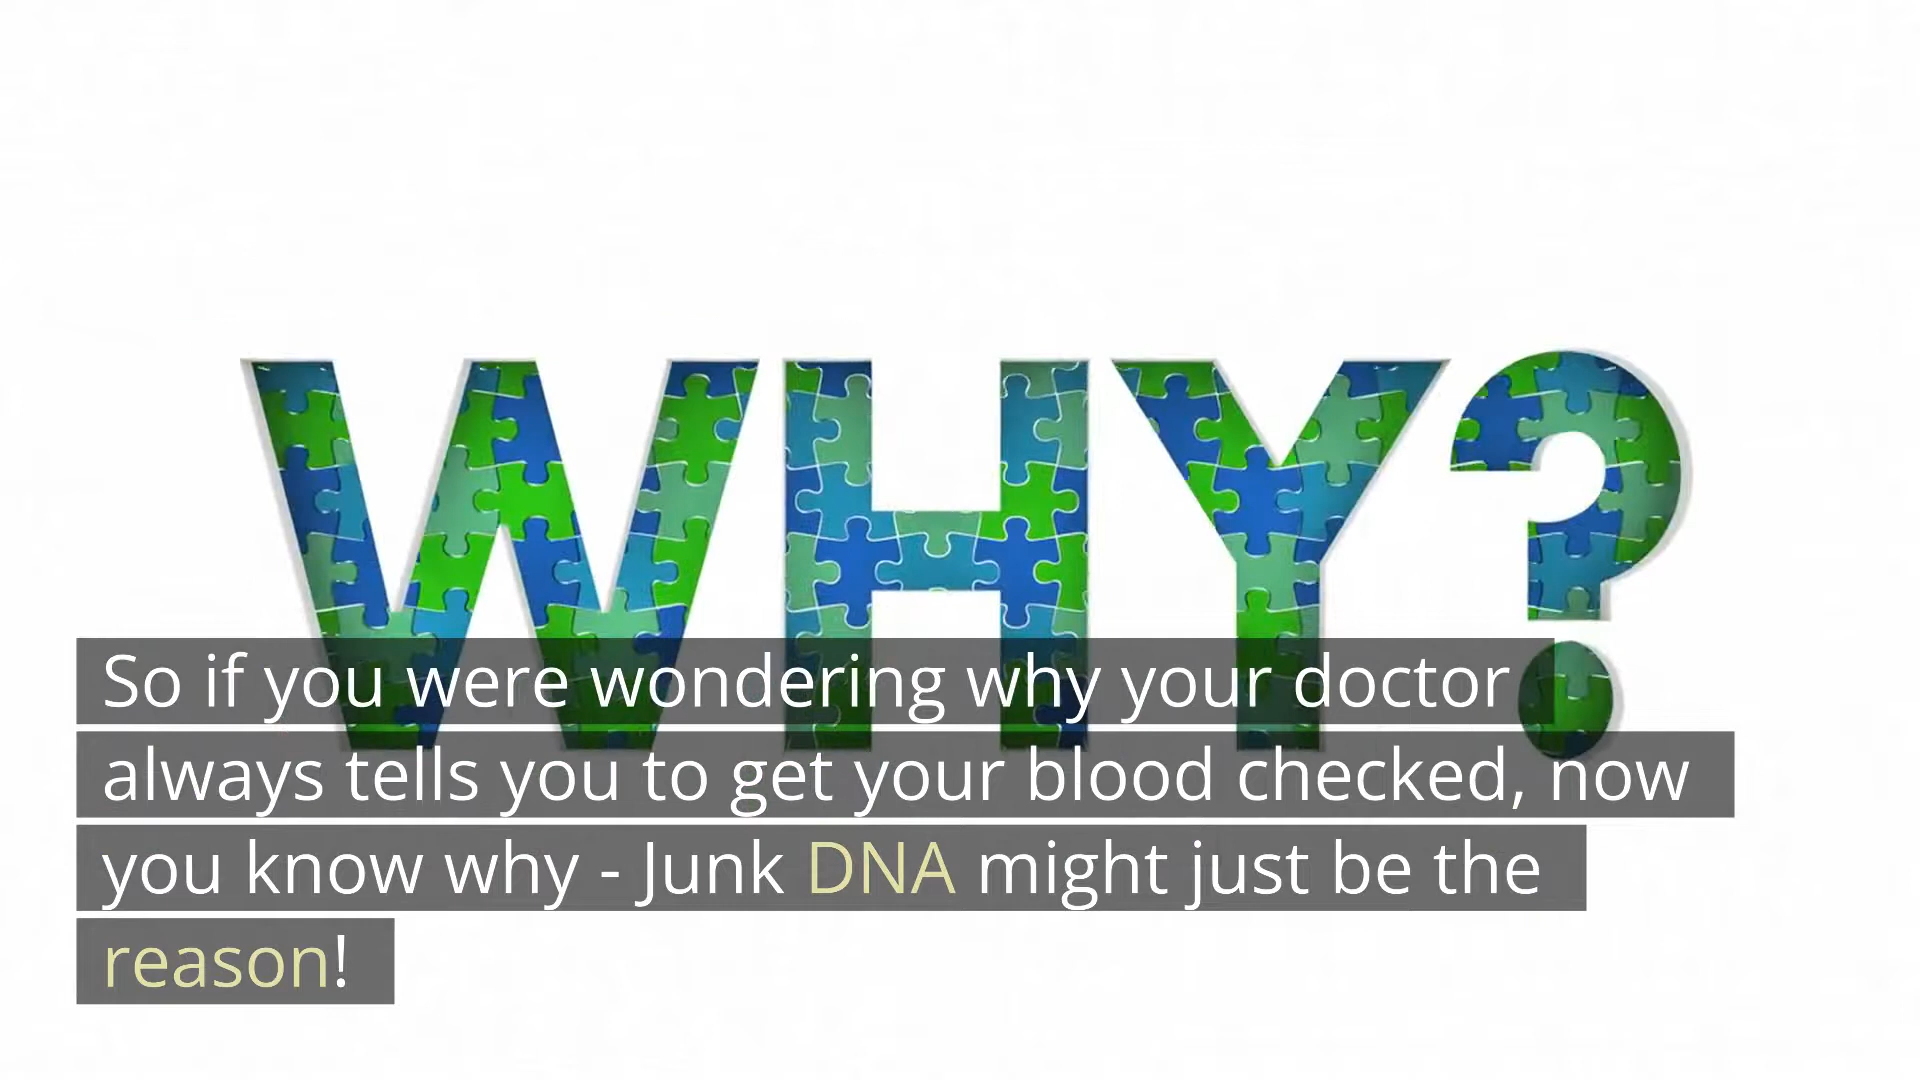 WHY?
So if you were wondering why your doctor
always tells you to get your blood checked, now
you know why - Junk DNA might just be the
reason!